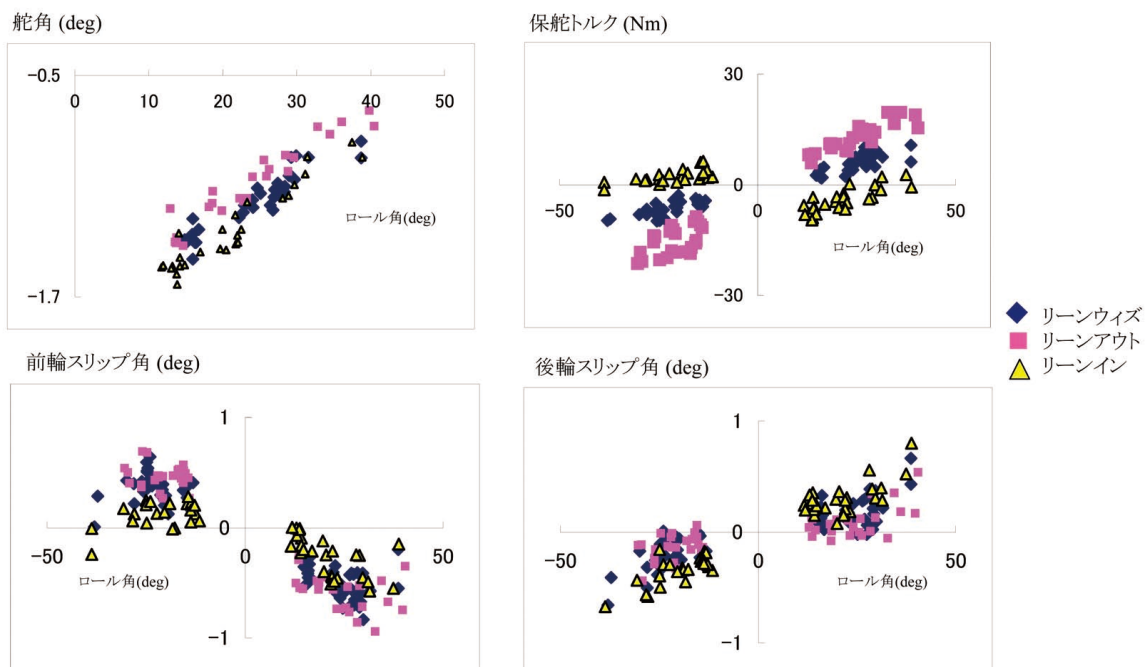 舵角 (deg)
-0.5
0 10 20 30 40 50
ロール角(deg)
-1.7
保舵トルク (Nm)
30
-50 0 0 50
ロール角(deg)
-30
リーンウィズ
リーンアウト
リーンイン
前輪スリップ角 (deg)
1
-50 0 0 50
ロール角(deg)
-1
後輪スリップ角 (deg)
1
-50 0 0 50
ロール角(deg)
-1